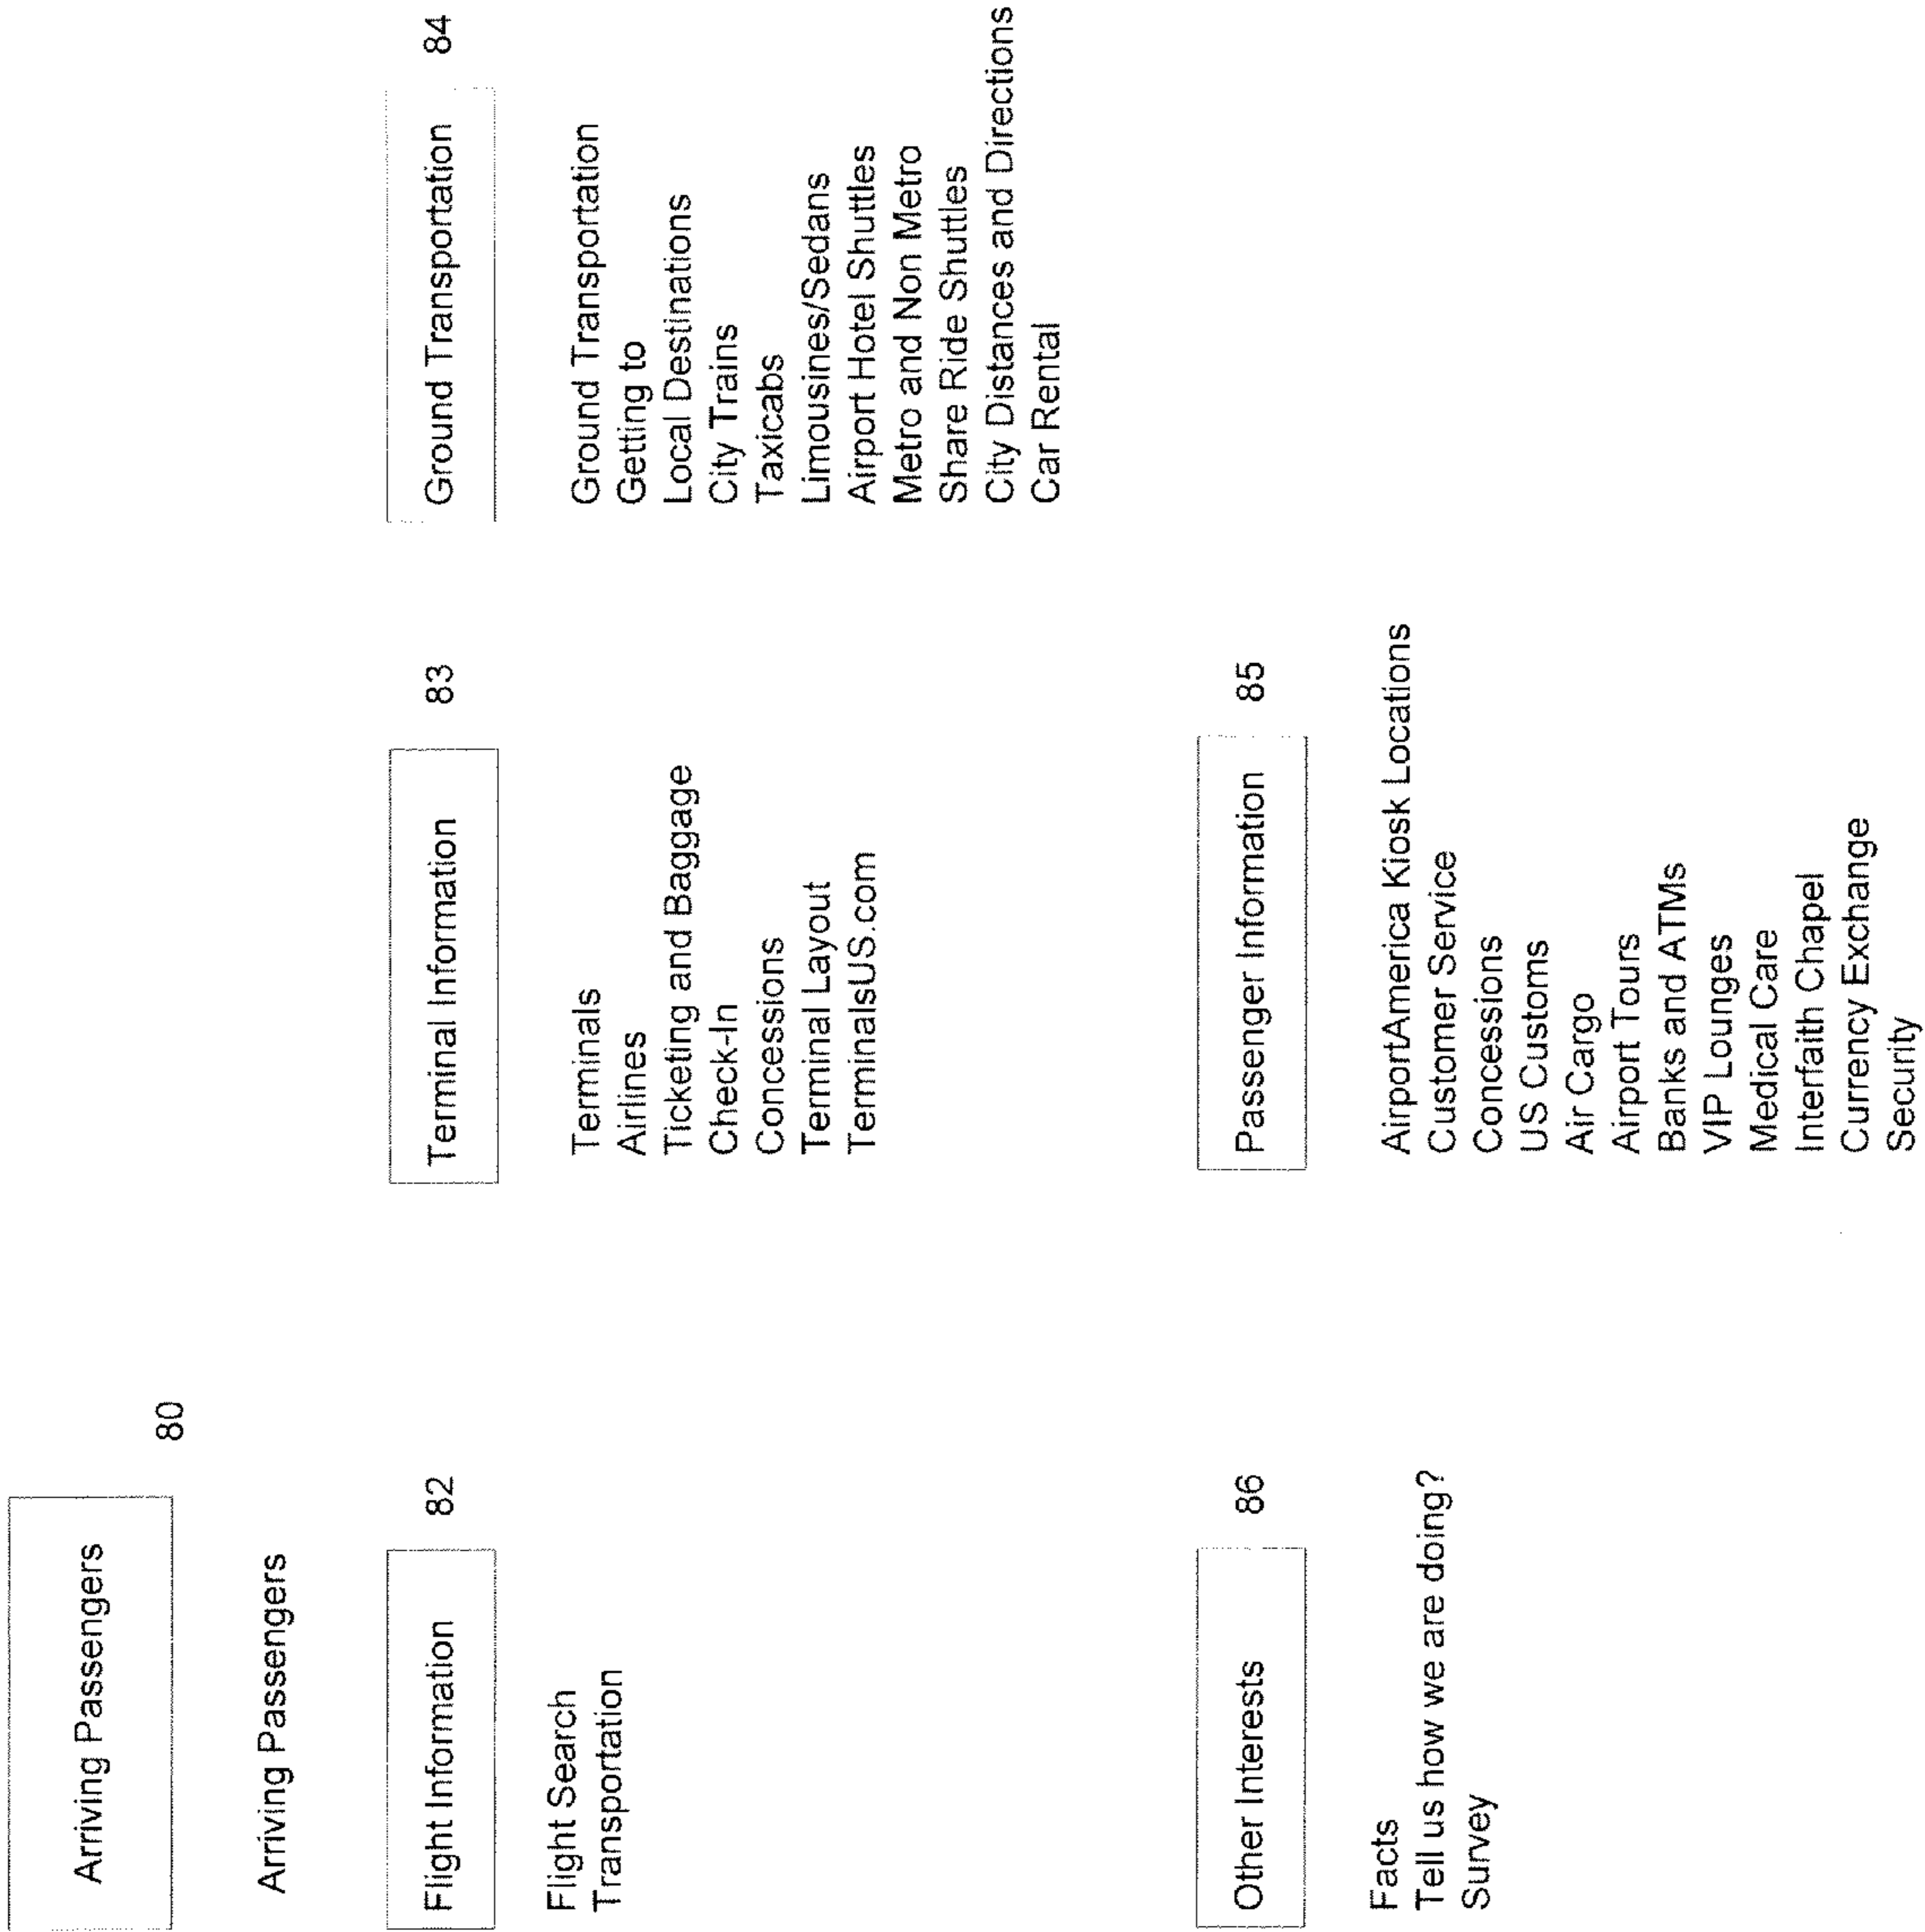 Arriving Passengers
80
Arriving Passengers
Flight Information
82
Flight Search
Transportation
Terminal Information
83
Terminals
Airlines
Ticketing and Baggage
Check-In
Concessions
Terminal Layout
TerminalsUS.com
Ground Transportation
84
Ground Transportation
Getting to
Local Destinations
City Trains
Taxicabs
Limousines/Sedans
Airport Hotel Shuttles
Metro and Non Metro
Share Ride Shuttles
City Distances and Directions
Car Rental
Other Interests
86
Facts
Tell us how we are doing?
Survey
Passenger Information
85
AirportAmerica Kiosk Locations
Customer Service
Concessions
US Customs
Air Cargo
Airport Tours
Banks and ATMs
VIP Lounges
Medical Care
Interfaith Chapel
Currency Exchange
Security